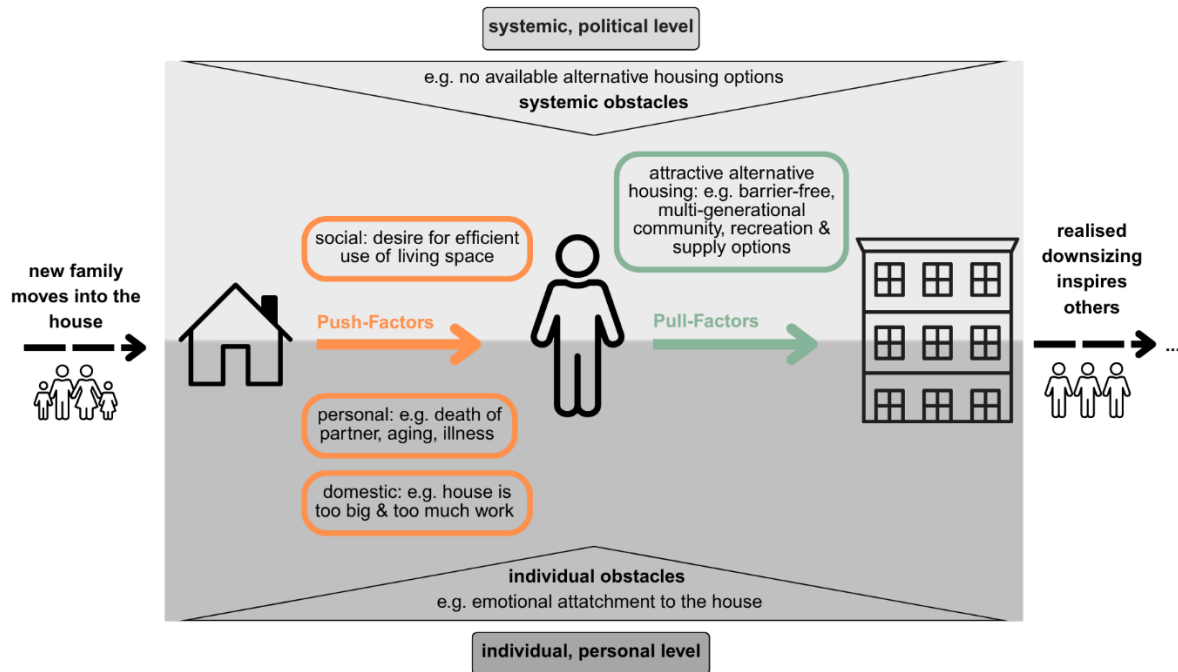 systemic, political level
e.g. no available alternative housing options
systemic obstacles
attractive alternative
housing: e.g. barrier-free,
multi-generational
community, recreation &
supply options
social: desire for efficient
use of living space
new family
moves into the
house
Push-Factors
Pull-Factors
realised
downsizing
inspires
others
...
personal: e.g. death of
partner, aging, illness
domestic: e.g. house is
too big & too much work
individual obstacles
e.g. emotional attatchment to the house
individual, personal level